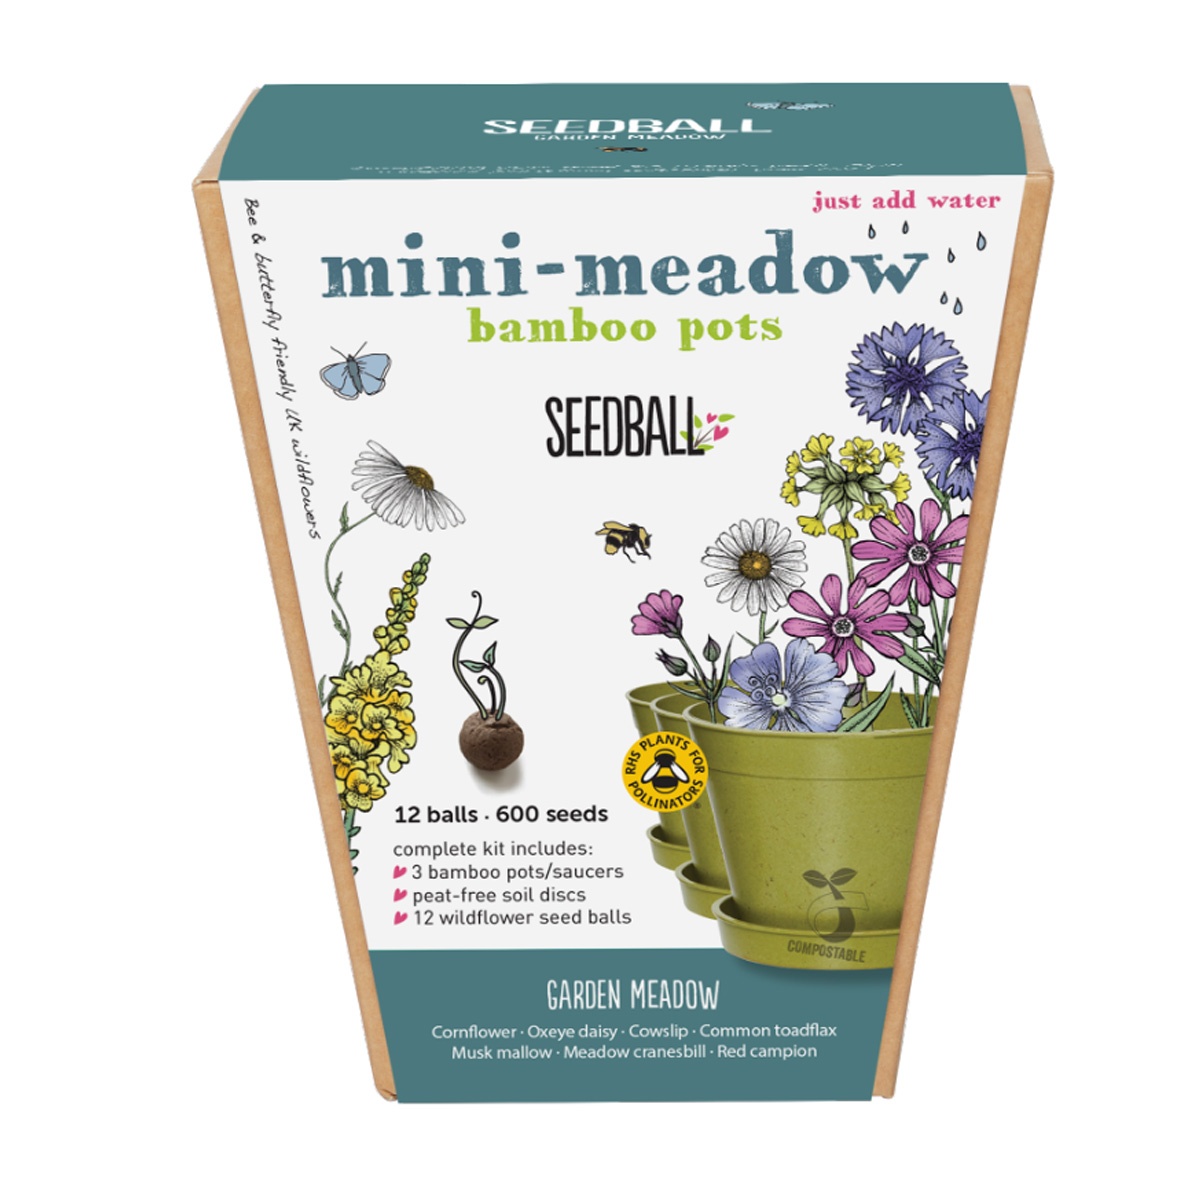 SEEDBALL
GARDEN MEADOW
just add water
mini-meadow
bamboo pots
Bee & butterfly friendly UK wildflowers
SEEDBALL
RHS PLANTS FOR
POLLINATORS
12 balls · 600 seeds
complete kit includes:
3 bamboo pots/saucers
peat-free soil discs
12 wildflower seed balls
COMPOSTABLE
GARDEN MEADOW
Cornflower · Oxeye daisy · Cowslip · Common toadflax
Musk mallow · Meadow cranesbill · Red campion